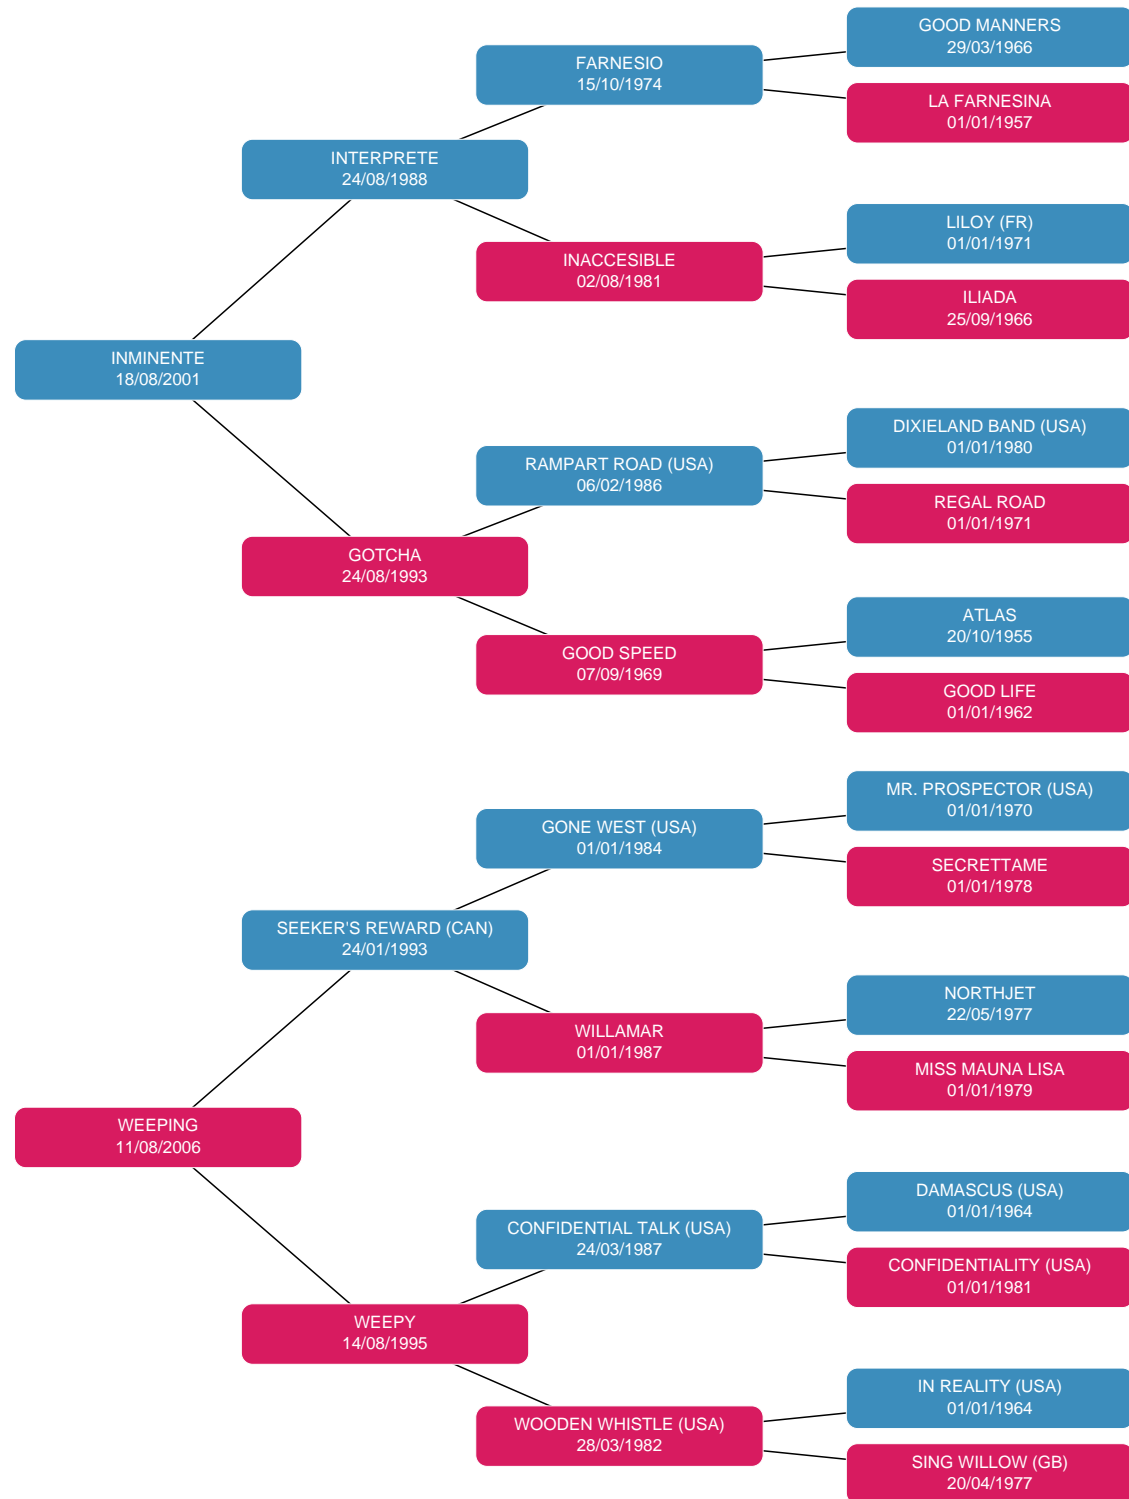 GOOD MANNERS
29/03/1966
FARNESIO
15/10/1974
LA FARNESINA
01/01/1957
INTERPRETE
24/08/1988
LILOY (FR)
01/01/1971
INACCESIBLE
02/08/1981
ILIADA
25/09/1966
INMINENTE
18/08/2001
DIXIELAND BAND (USA)
01/01/1980
RAMPART ROAD (USA)
06/02/1986
REGAL ROAD
01/01/1971
GOTCHA
24/08/1993
ATLAS
20/10/1955
GOOD SPEED
07/09/1969
GOOD LIFE
01/01/1962
MR. PROSPECTOR (USA)
01/01/1970
GONE WEST (USA)
01/01/1984
SECRETTAME
01/01/1978
SEEKER'S REWARD (CAN)
24/01/1993
NORTHJET
22/05/1977
WILLAMAR
01/01/1987
MISS MAUNA LISA
01/01/1979
WEEPING
11/08/2006
DAMASCUS (USA)
01/01/1964
CONFIDENTIAL TALK (USA)
24/03/1987
CONFIDENTIALITY (USA)
01/01/1981
WEEPY
14/08/1995
IN REALITY (USA)
01/01/1964
WOODEN WHISTLE (USA)
28/03/1982
SING WILLOW (GB)
20/04/1977